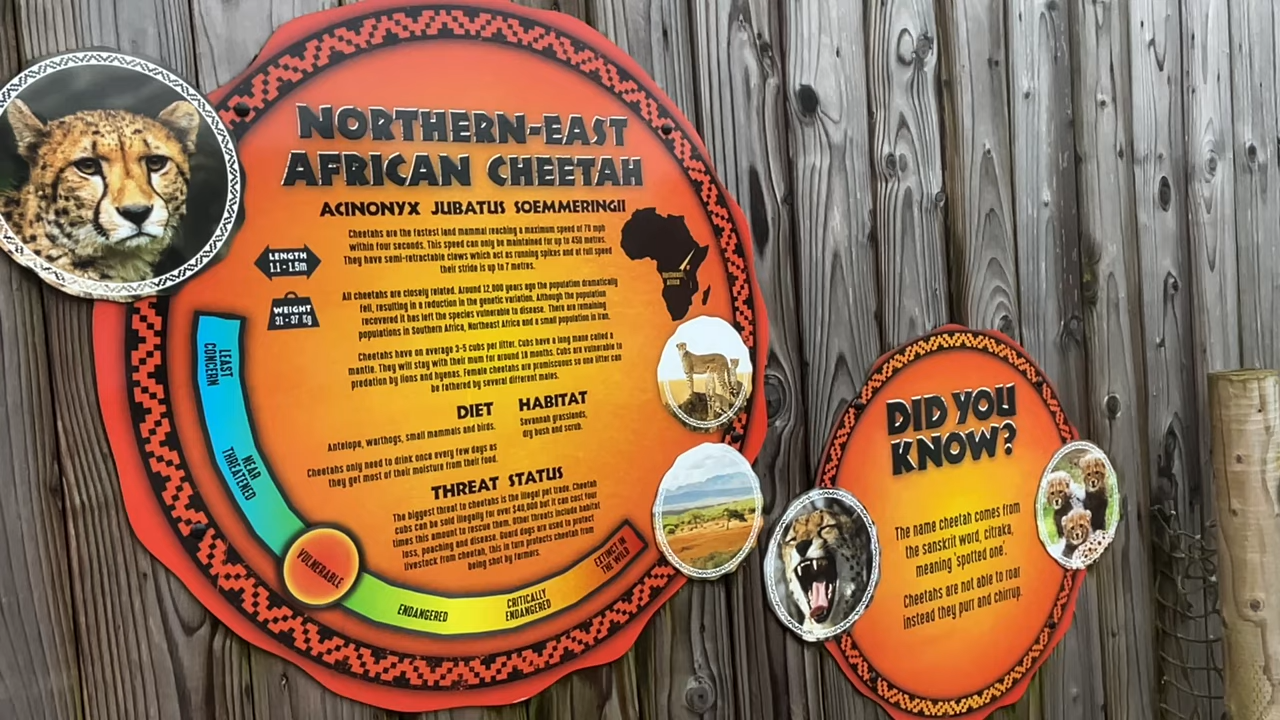 NORTHERN-EAST
AFRICAN CHEETAH
ACINONYX JUBATUS SOEMMERINGII
Cheetahs are the fastest land mammal reaching a maximum speed of 70 mph
within four seconds. This speed can only be maintained for up to 450 metres.
They have semi-retractable claws which act as running spikes and at full speed
their stride is up to 7 metres.
LENGTH
1.1 - 1.5m
WEIGHT
31 - 37 Kg
Northeast
Africa
All cheetahs are closely related. Around 12,000 years ago the population dramatically
fell, resulting in a reduction in the genetic variation. Although the population
recovered it has left the species vulnerable to disease. There are remaining
populations in Southern Africa, Northeast Africa and a small population in Iran.
Cheetahs have on average 3-5 cubs per litter. Cubs have a long mane called a
mantle. They will stay with their mum for around 18 months. Cubs are vulnerable to
predation by lions and hyenas. Female cheetahs are promiscuous so one litter can
be fathered by several different males.
DIET
Antelope, warthogs, small mammals and birds.
Cheetahs only need to drink once every few days as
they get most of their moisture from their food.
HABITAT
Savannah grasslands,
dry bush and scrub.
THREAT STATUS
The biggest threat to cheetahs is the illegal pet trade. Cheetah
cubs can be sold illegally for over $40,000 but it can cost four
times this amount to rescue them. Other threats include habitat
loss, poaching and disease. Guard dogs are used to protect
livestock from cheetah, this in turn protects cheetah from
being shot by farmers.
LEAST
CONCERN
NEAR
THREATENED
VULNERABLE
ENDANGERED
CRITICALLY
ENDANGERED
EXTINCT IN
THE WILD
DID YOU
KNOW?
The name cheetah comes from
the sanskrit word, citraka,
meaning 'spotted one'.
Cheetahs are not able to roar
instead they purr and chirrup.